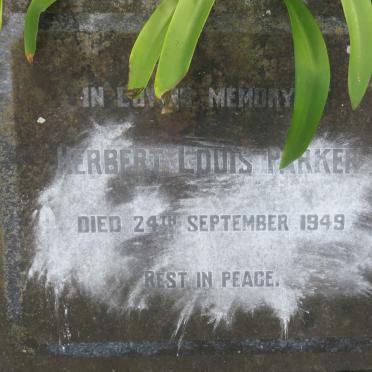 IN LOVING MEMORY
HERBERT LOUIS PARKER
DIED 24TH SEPTEMBER 1949
REST IN PEACE.